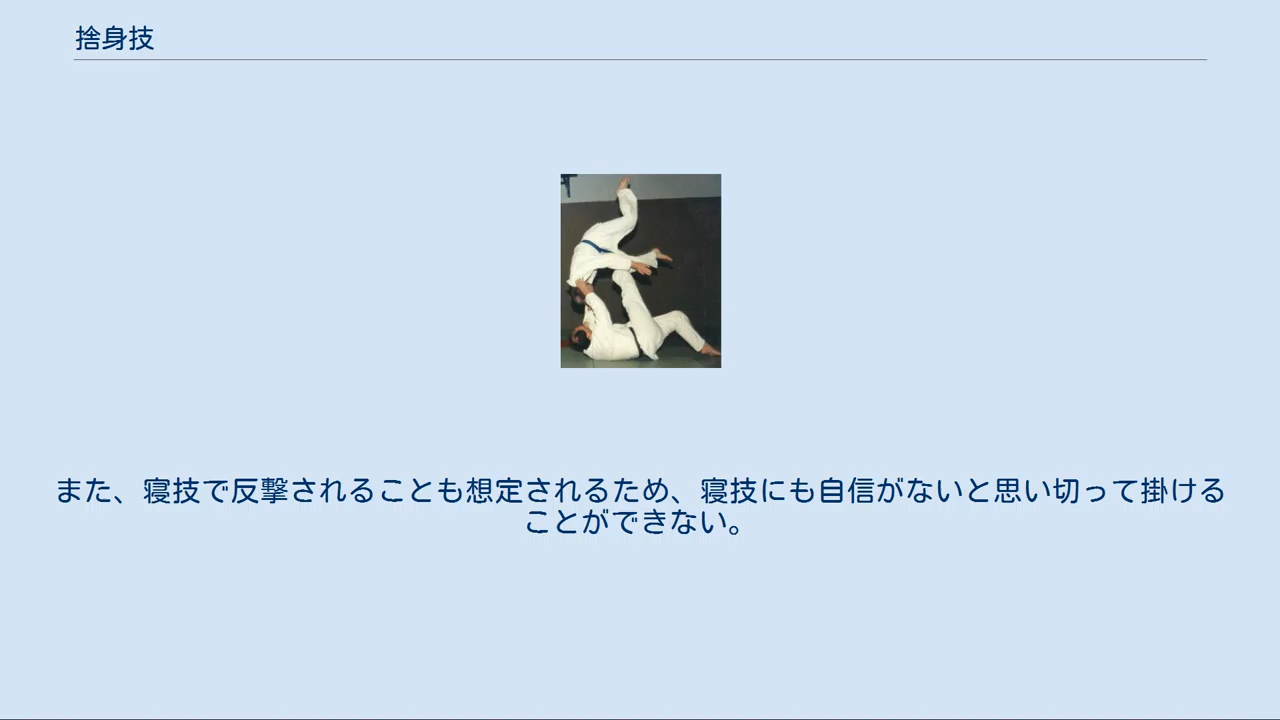 捨身技
また、寝技で反撃されることも想定されるため、寝技にも自信がないと思い切って掛ける
ことができない。